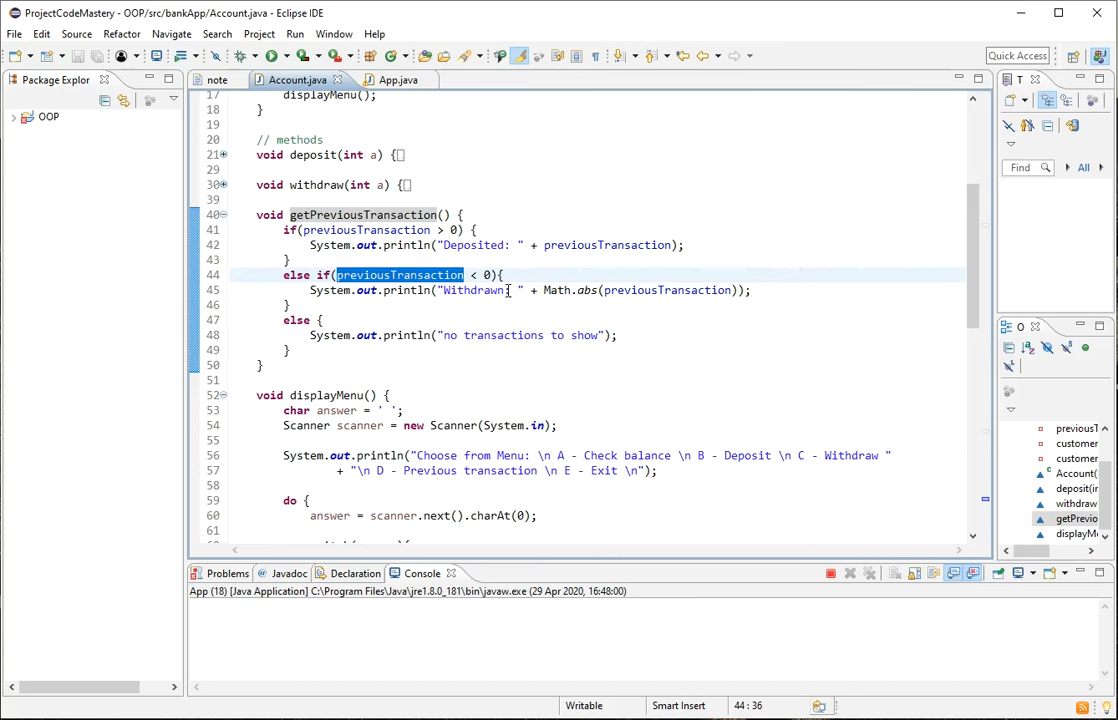 ProjectCodeMastery - OOP/src/bankApp/Account.java - Eclipse IDE
File Edit Source Refactor Navigate Search Project Run Window Help
Quick Access
Package Explor
note Account.java App.java
T
OOP
17 displayMenu();
18 }
19
20 // methods
21 void deposit(int a) {
29
30 void withdraw(int a) {
39
40 void getPreviousTransaction() {
41 if(previousTransaction > 0) {
42 System.out.println("Deposited: " + previousTransaction);
43 }
44 else if(previousTransaction < 0){
45 System.out.println("Withdrawn: " + Math.abs(previousTransaction));
46 }
47 else {
48 System.out.println("no transactions to show");
49 }
50 }
51
52 void displayMenu() {
53 char answer = ' ';
54 Scanner scanner = new Scanner(System.in);
55
56 System.out.println("Choose from Menu: \n A - Check balance \n B - Deposit \n C - Withdraw "
57 + "\n D - Previous transaction \n E - Exit \n");
58
59 do {
60 answer = scanner.next().charAt(0);
61
Find All
O
previousT
customer
customer
Account(
deposit(in
withdraw
getPrevio
displayMe
Problems Javadoc Declaration Console
App (18) [Java Application] C:\Program Files\Java\jre1.8.0_181\bin\javaw.exe (29 Apr 2020, 16:48:00)
Writable Smart Insert 44 : 36